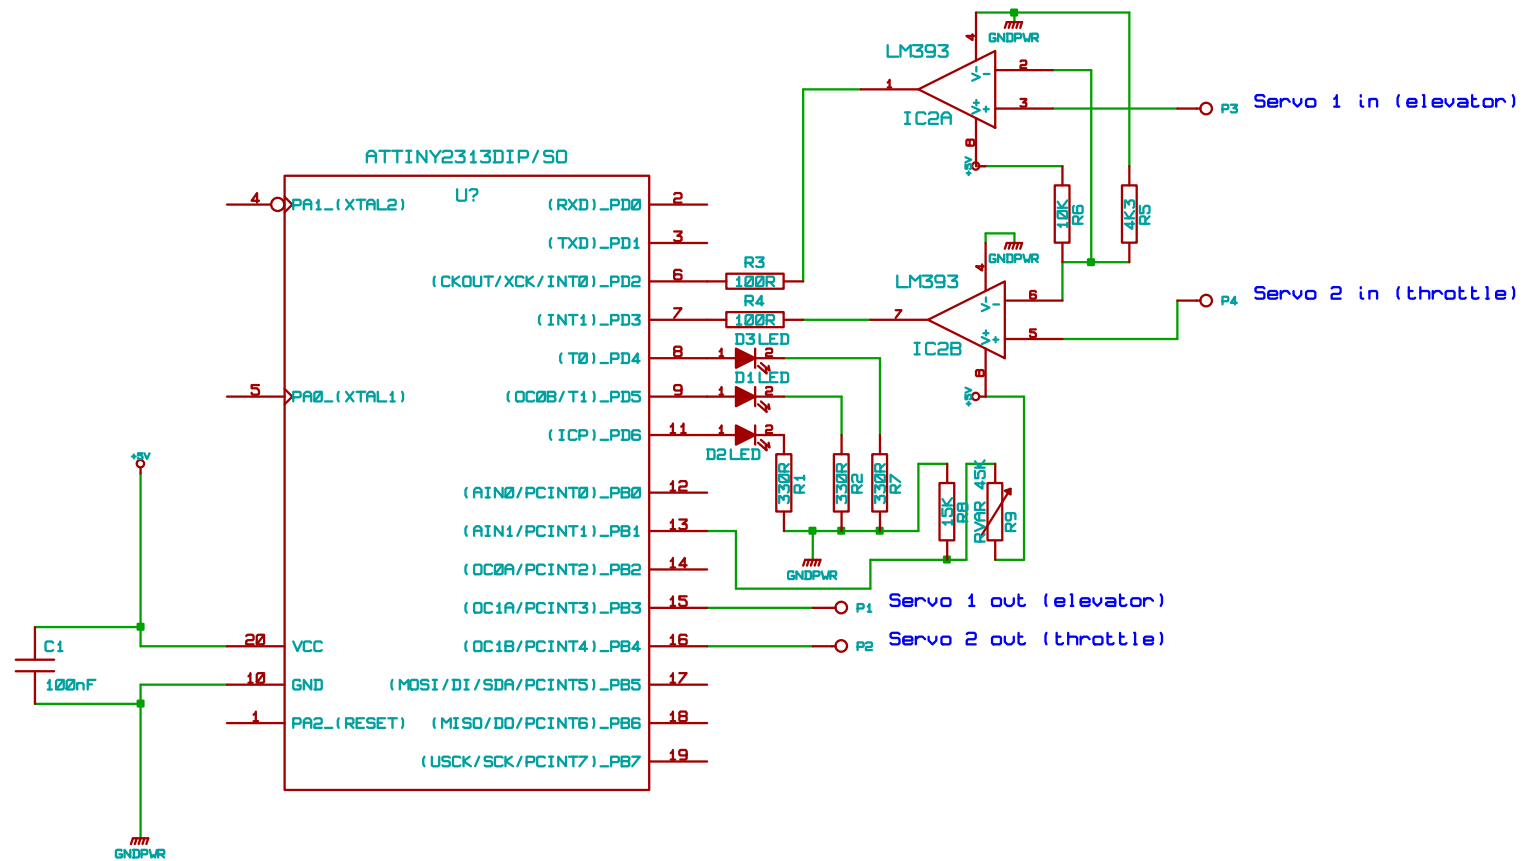 GNDPWR
4
LM393
2
V-
-
1
V+
+
3
P3
Servo 1 in (elevator)
IC2A
8
+5V
ATTINY2313DIP/SO
U?
4
PA1_(XTAL2)
(RXD)_PD0
2
10K
R6
4K3
R5
(TXD)_PD1
3
GNDPWR
4
R3
LM393
(CKOUT/XCK/INT0)_PD2
6
100R
R4
V-
-
6
P4
Servo 2 in (throttle)
(INT1)_PD3
7
100R
7
V+
+
5
IC2B
D3 LED
(T0)_PD4
8
1
2
8
D1 LED
5
PA0_(XTAL1)
(OC0B/T1)_PD5
9
1
2
+5V
(ICP)_PD6
11
1
2
D2 LED
+5V
330R
R1
330R
R2
330R
R7
15K
R8
RVAR 45K
R9
(AIN0/PCINT0)_PB0
12
(AIN1/PCINT1)_PB1
13
(OC0A/PCINT2)_PB2
14
GNDPWR
(OC1A/PCINT3)_PB3
15
P1
Servo 1 out (elevator)
C1
100nF
20
VCC
(OC1B/PCINT4)_PB4
16
P2
Servo 2 out (throttle)
10
GND
(MOSI/DI/SDA/PCINT5)_PB5
17
1
PA2_(RESET)
(MISO/DO/PCINT6)_PB6
18
(USCK/SCK/PCINT7)_PB7
19
GNDPWR